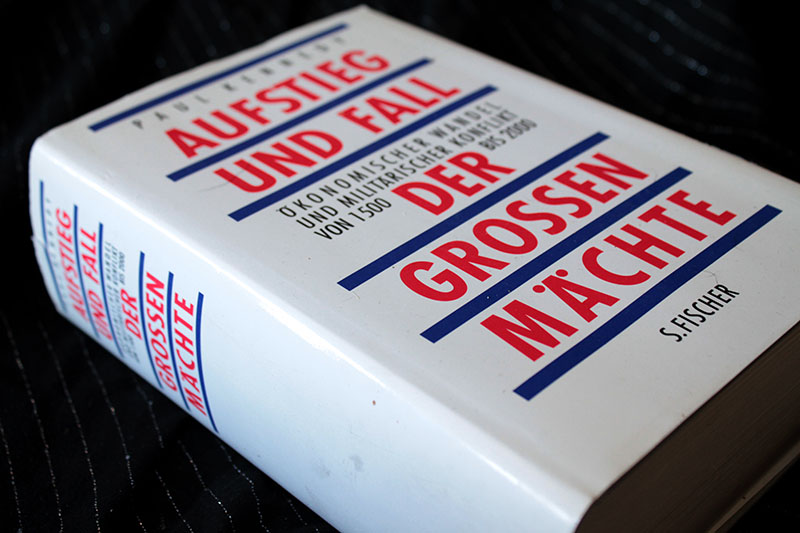 PAUL KENNEDY
AUFSTIEG
UND FALL
ÖKONOMISCHER WANDEL
UND MILITÄRISCHER KONFLIKT
VON 1500 DER BIS 2000
GROSSEN
MÄCHTE
S. FISCHER
AUFSTIEG
UND FALL
DER
GROSSEN
MÄCHTE